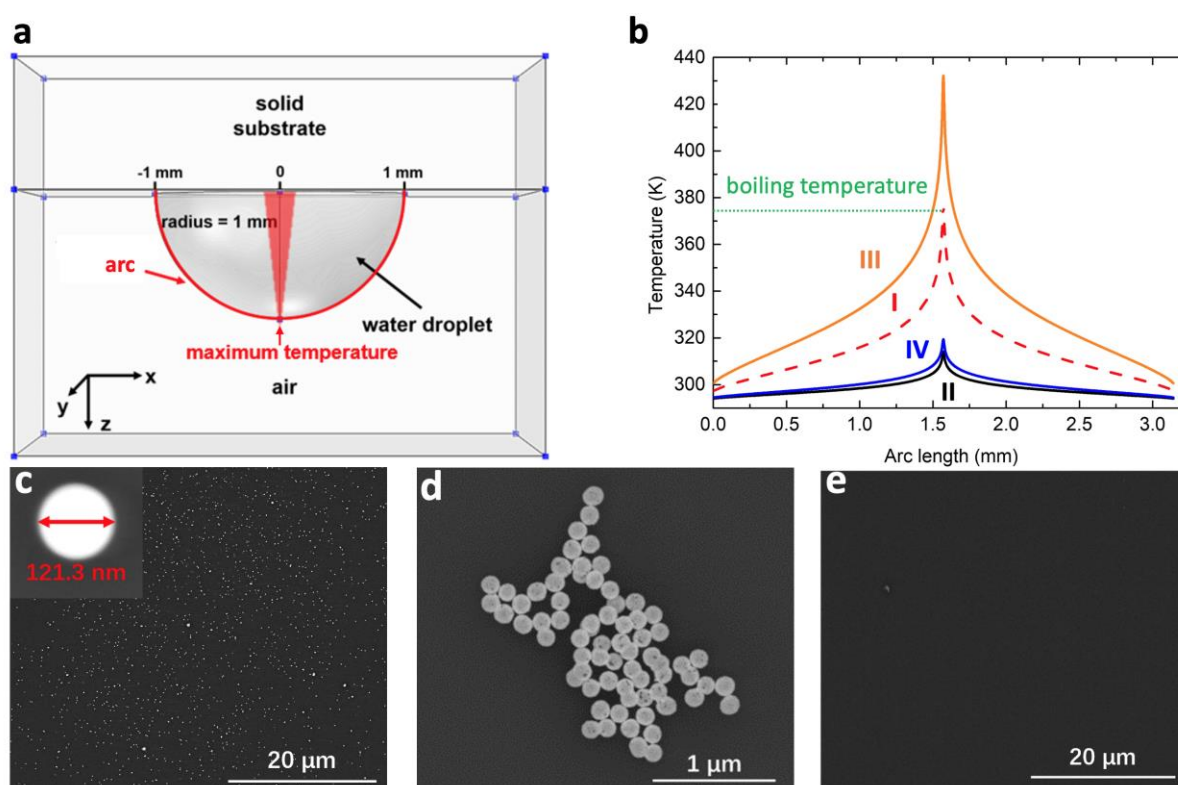 a
solid
substrate
-1 mm 0 1 mm
radius = 1 mm
arc
water droplet
maximum temperature
air
x
y
z
b
Temperature (K)
430
420
400
380
360
340
320
300
boiling temperature
III
I
IV
II
0.0 0.5 1.0 1.5 2.0 2.5 3.0
Arc length (mm)
c
121.3 nm
20 μm
d
1 μm
e
20 μm